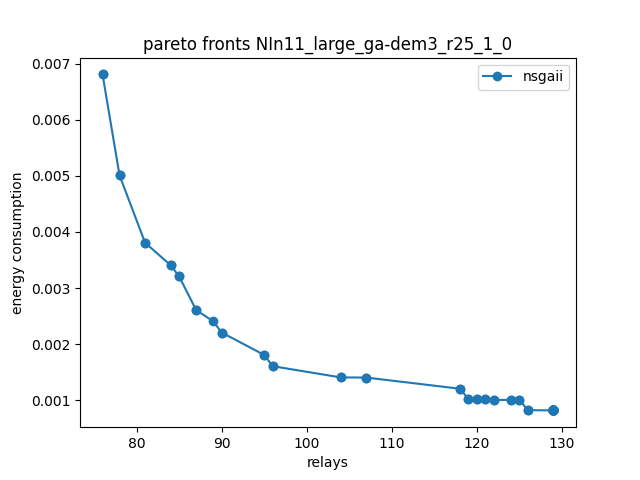 pareto fronts NIn11_large_ga-dem3_r25_1_0
nsgaii
0.007
0.006
0.005
0.004
0.003
0.002
0.001
energy consumption
80 90 100 110 120 130
relays